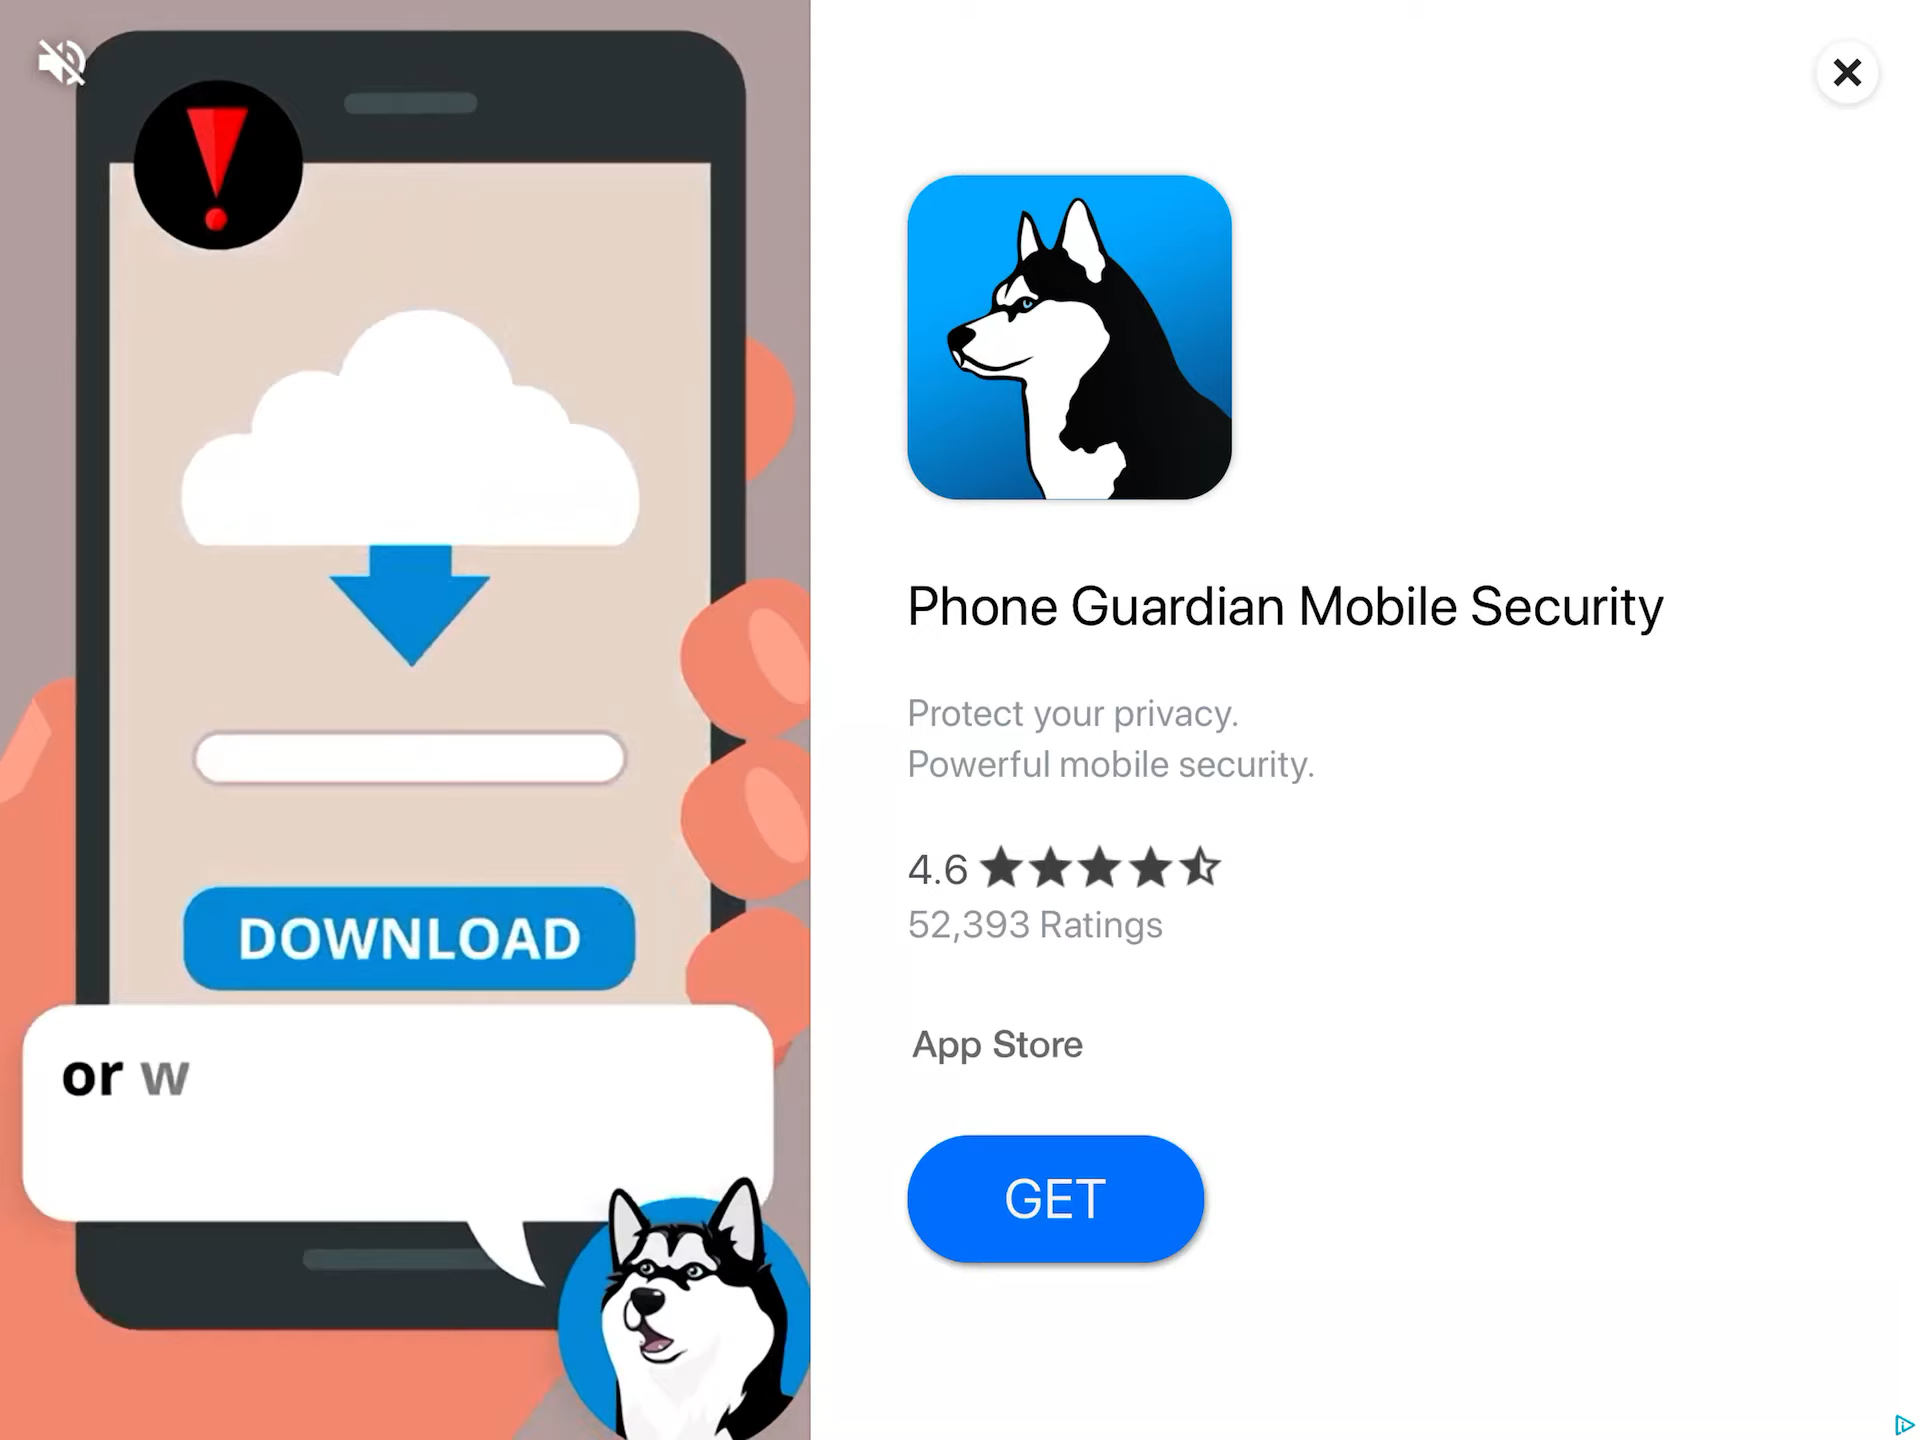 DOWNLOAD
or w
Phone Guardian Mobile Security
Protect your privacy.
Powerful mobile security.
4.6
52,393 Ratings
App Store
GET